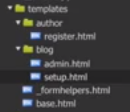 templates
author
register.html
blog
admin.html
setup.html
_formhelpers.html
base.html